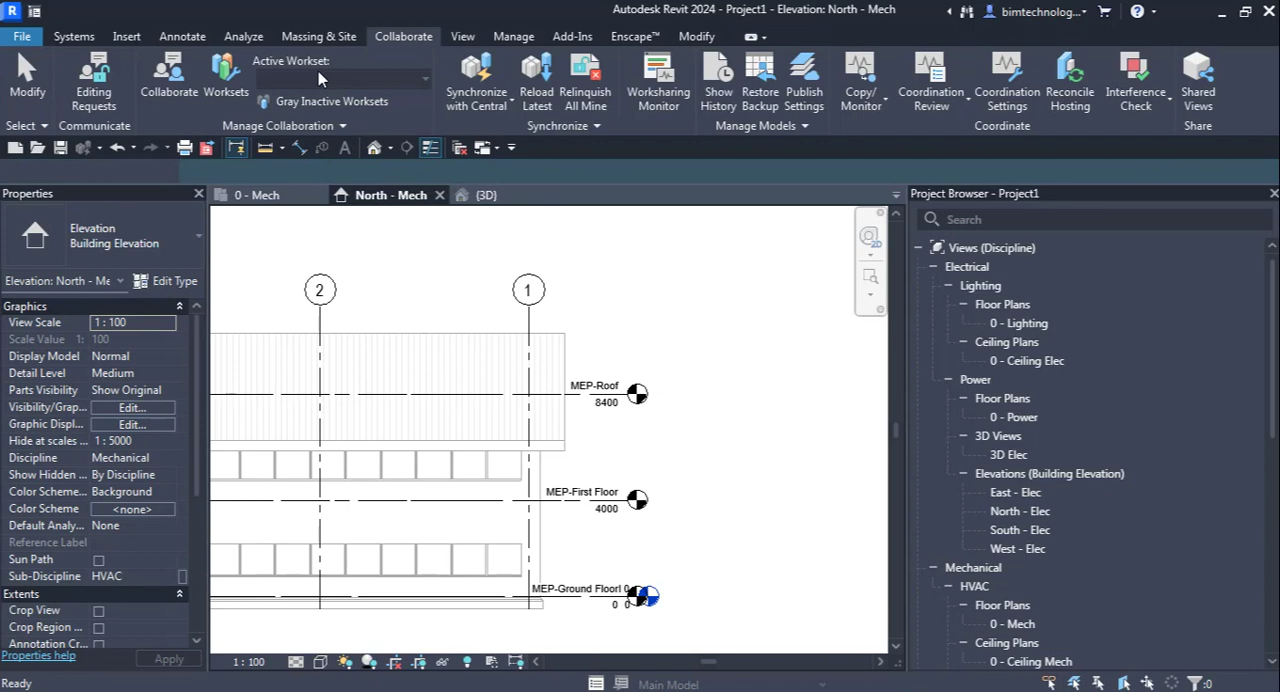 R Autodesk Revit 2024 - Project1 - Elevation: North - Mech bimtechnolog...
File Systems Insert Annotate Analyze Massing & Site Collaborate View Manage Add-Ins Enscape™ Modify
Modify
Select
Editing
Requests
Communicate
Collaborate
Worksets
Active Workset:
Gray Inactive Worksets
Manage Collaboration
Synchronize
with Central
Reload
Latest
Relinquish
All Mine
Synchronize
Worksharing
Monitor
Show
History
Restore
Backup
Publish
Settings
Manage Models
Copy/
Monitor
Coordination
Review
Coordination
Settings
Reconcile
Hosting
Interference
Check
Coordinate
Shared
Views
Share
Properties
Elevation
Building Elevation
Elevation: North - Me Edit Type
Graphics
View Scale 1 : 100
Scale Value 1: 100
Display Model Normal
Detail Level Medium
Parts Visibility Show Original
Visibility/Grap... Edit...
Graphic Displ... Edit...
Hide at scales ... 1 : 5000
Discipline Mechanical
Show Hidden ... By Discipline
Color Scheme... Background
Color Scheme <none>
Default Analy... None
Reference Label
Sun Path
Sub-Discipline HVAC
Extents
Crop View
Crop Region ...
Annotation Cr...
Properties help Apply
0 - Mech North - Mech {3D}
2D
2 1
MEP-Roof
8400
MEP-First Floor
4000
MEP-Ground Floorl 0
0 0
1 : 100
Project Browser - Project1
Search
Views (Discipline)
Electrical
Lighting
Floor Plans
0 - Lighting
Ceiling Plans
0 - Ceiling Elec
Power
Floor Plans
0 - Power
3D Views
3D Elec
Elevations (Building Elevation)
East - Elec
North - Elec
South - Elec
West - Elec
Mechanical
HVAC
Floor Plans
0 - Mech
Ceiling Plans
0 - Ceiling Mech
Ready Main Model :0